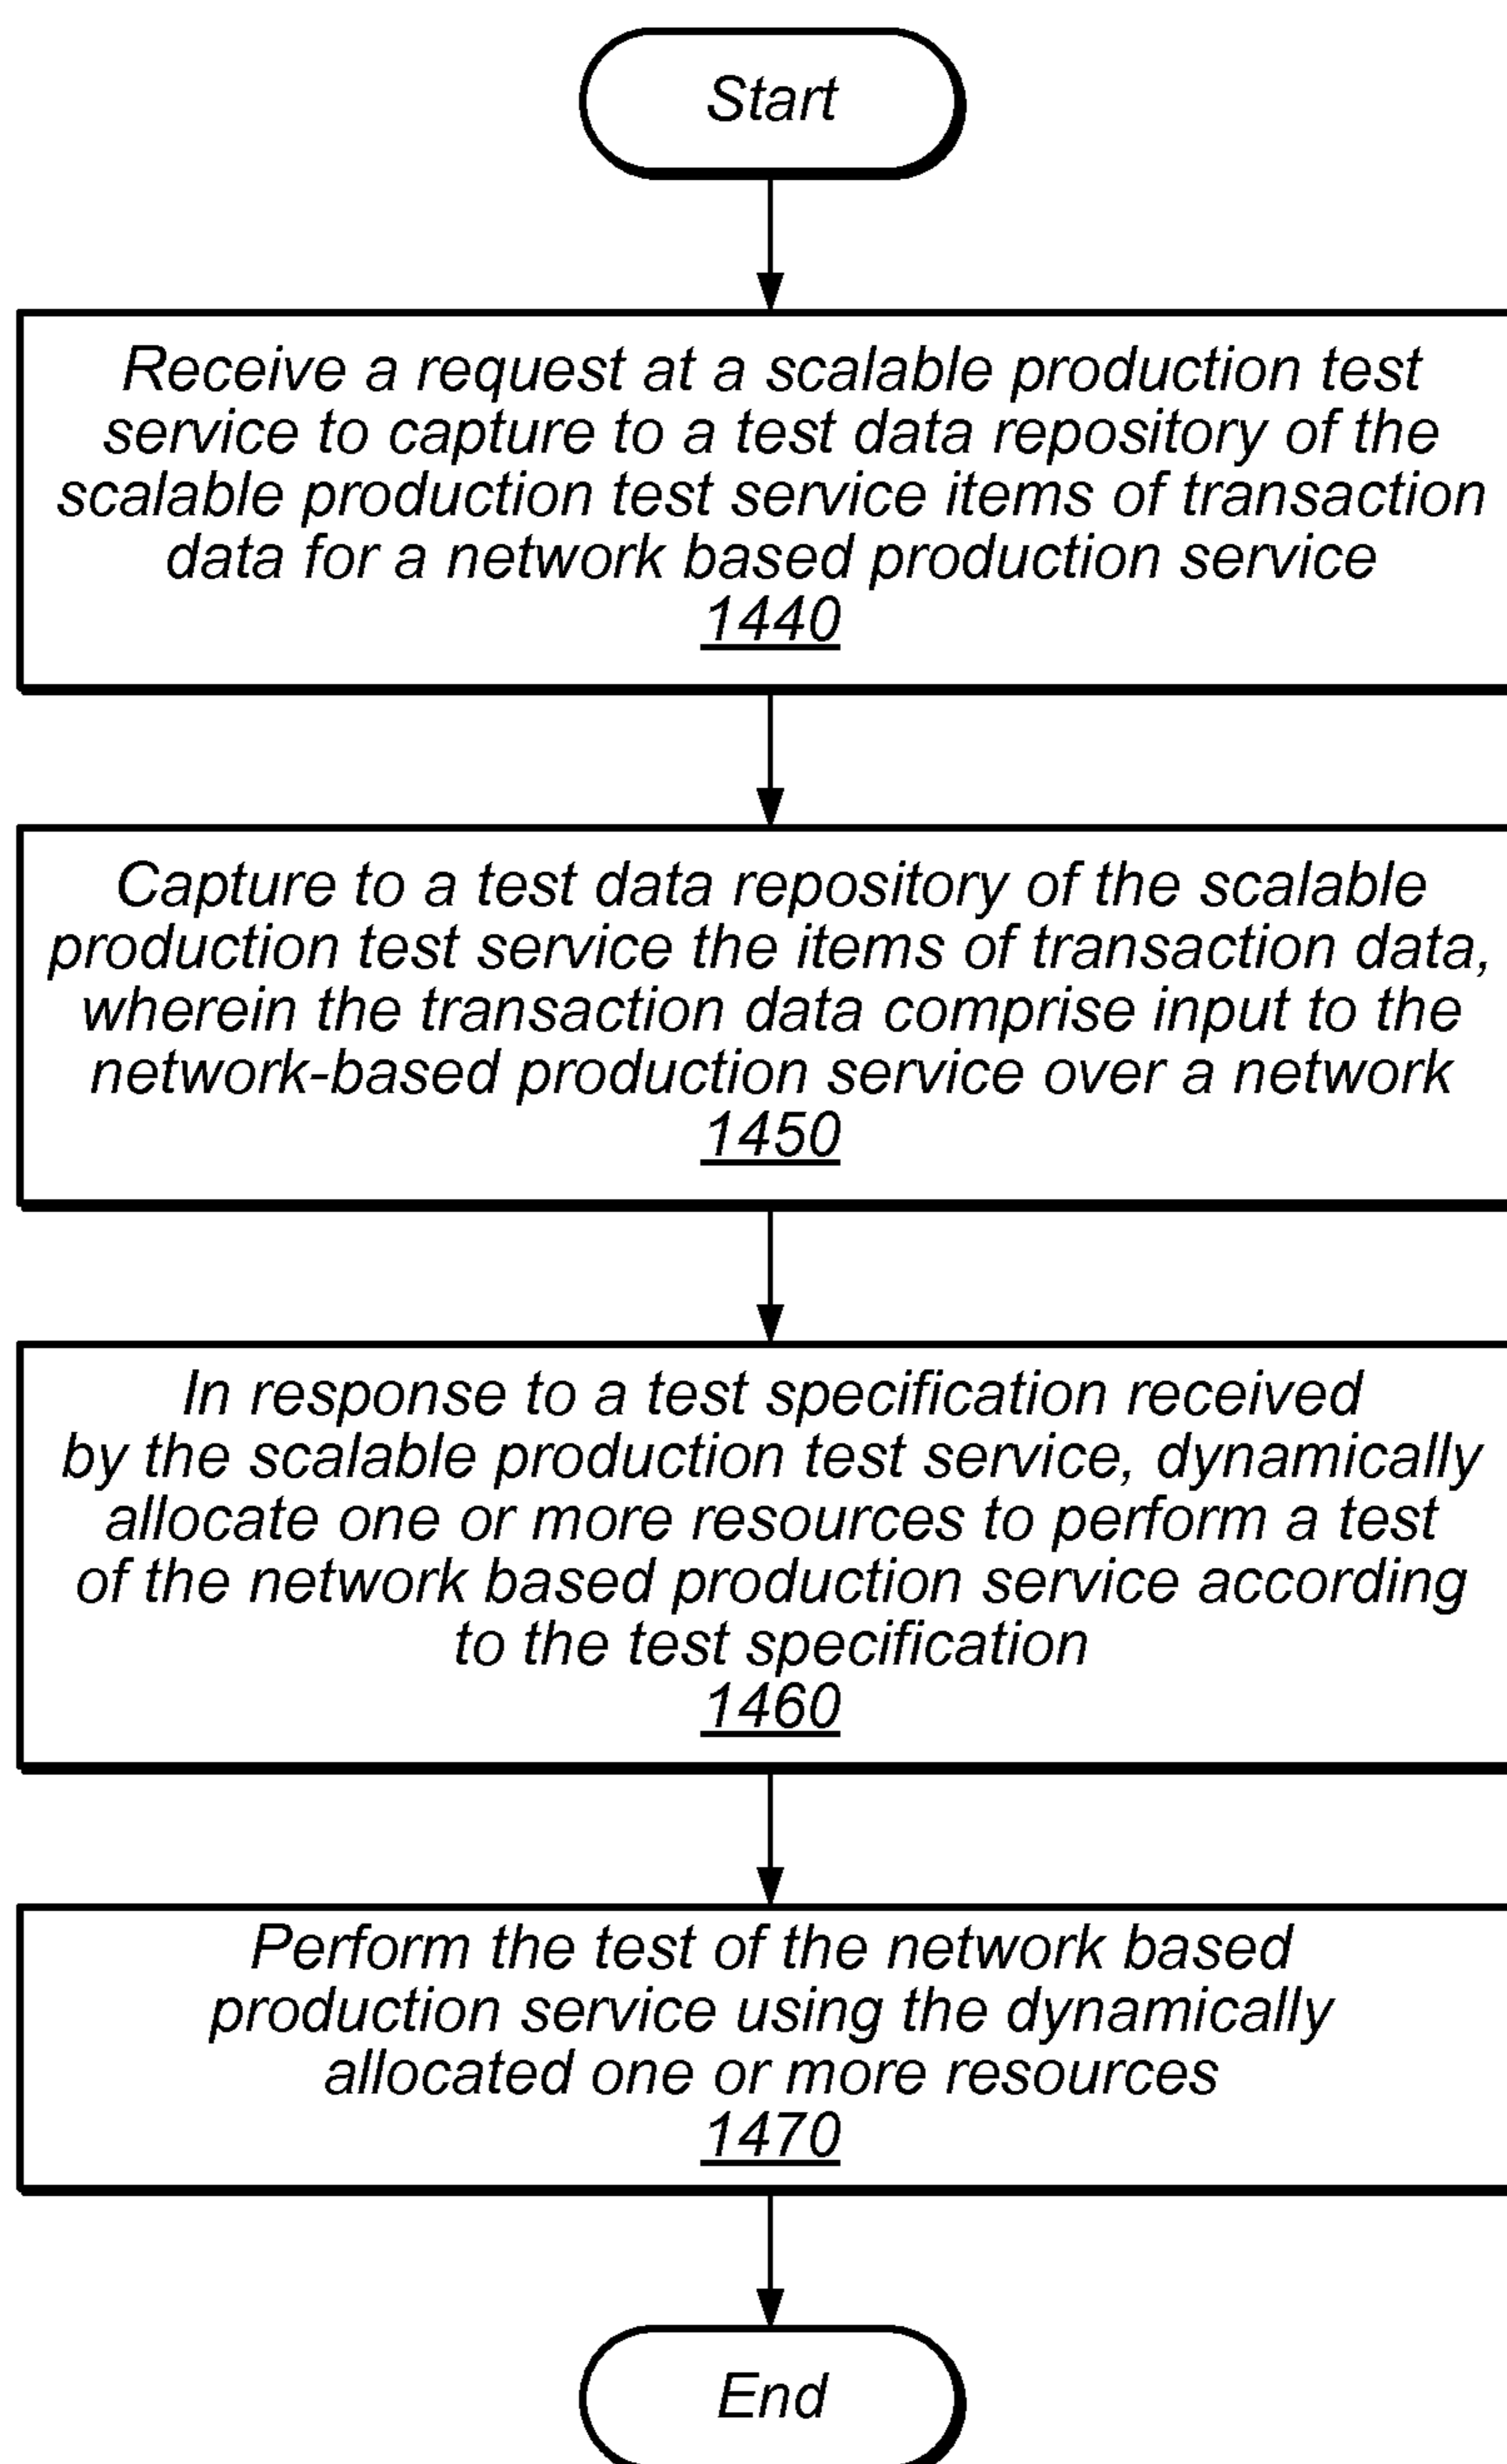 Start
Receive a request at a scalable production test
service to capture to a test data repository of the
scalable production test service items of transaction
data for a network based production service
1440
Capture to a test data repository of the scalable
production test service the items of transaction data,
wherein the transaction data comprise input to the
network-based production service over a network
1450
In response to a test specification received
by the scalable production test service, dynamically
allocate one or more resources to perform a test
of the network based production service according
to the test specification
1460
Perform the test of the network based
production service using the dynamically
allocated one or more resources
1470
End